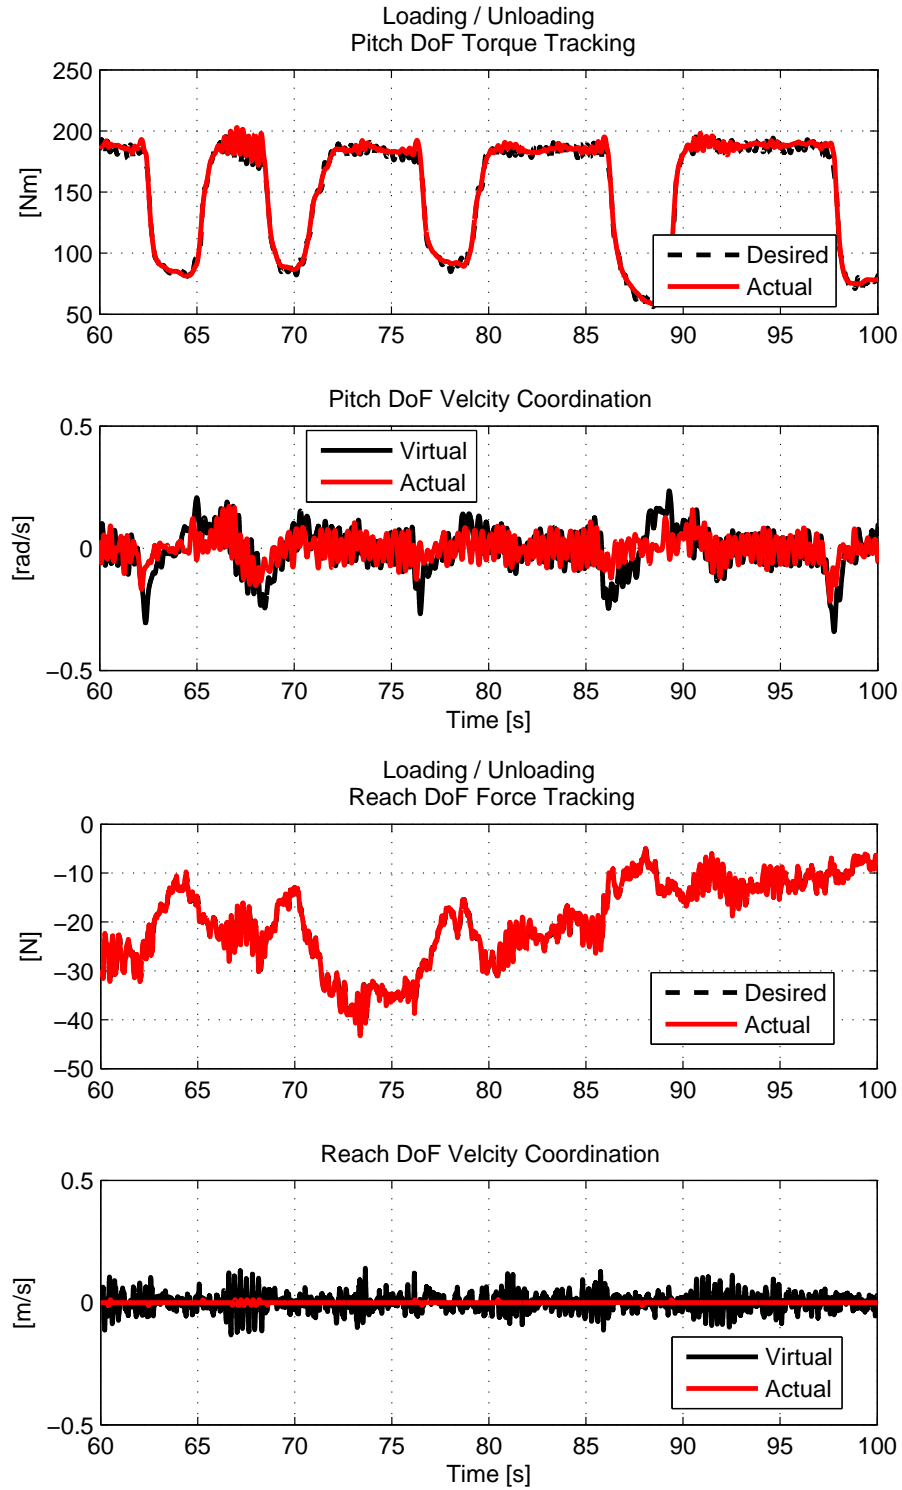 Loading / Unloading
Pitch DoF Torque Tracking
250
200
150
100
50
[Nm]
Desired
Actual
60 65 70 75 80 85 90 95 100
Pitch DoF Velcity Coordination
0.5
0
−0.5
[rad/s]
Virtual
Actual
60 65 70 75 80 85 90 95 100
Time [s]
Loading / Unloading
Reach DoF Force Tracking
0
−10
−20
−30
−40
−50
[N]
Desired
Actual
60 65 70 75 80 85 90 95 100
Reach DoF Velcity Coordination
0.5
0
−0.5
[m/s]
Virtual
Actual
60 65 70 75 80 85 90 95 100
Time [s]